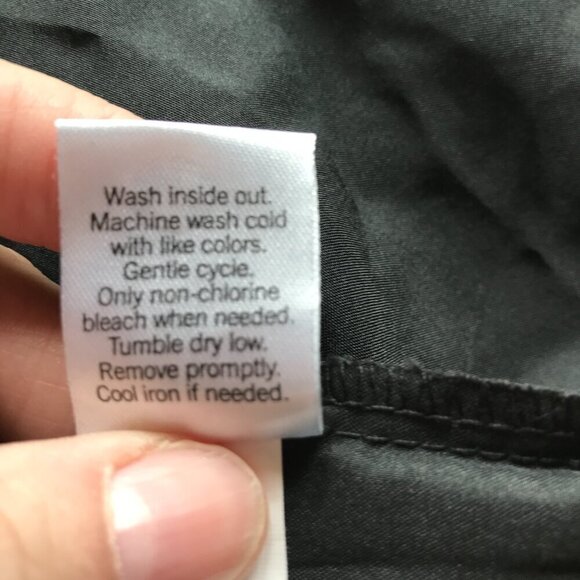 Wash inside out.
Machine wash cold
with like colors.
Gentle cycle.
Only non-chlorine
bleach when needed.
Tumble dry low.
Remove promptly.
Cool iron if needed.